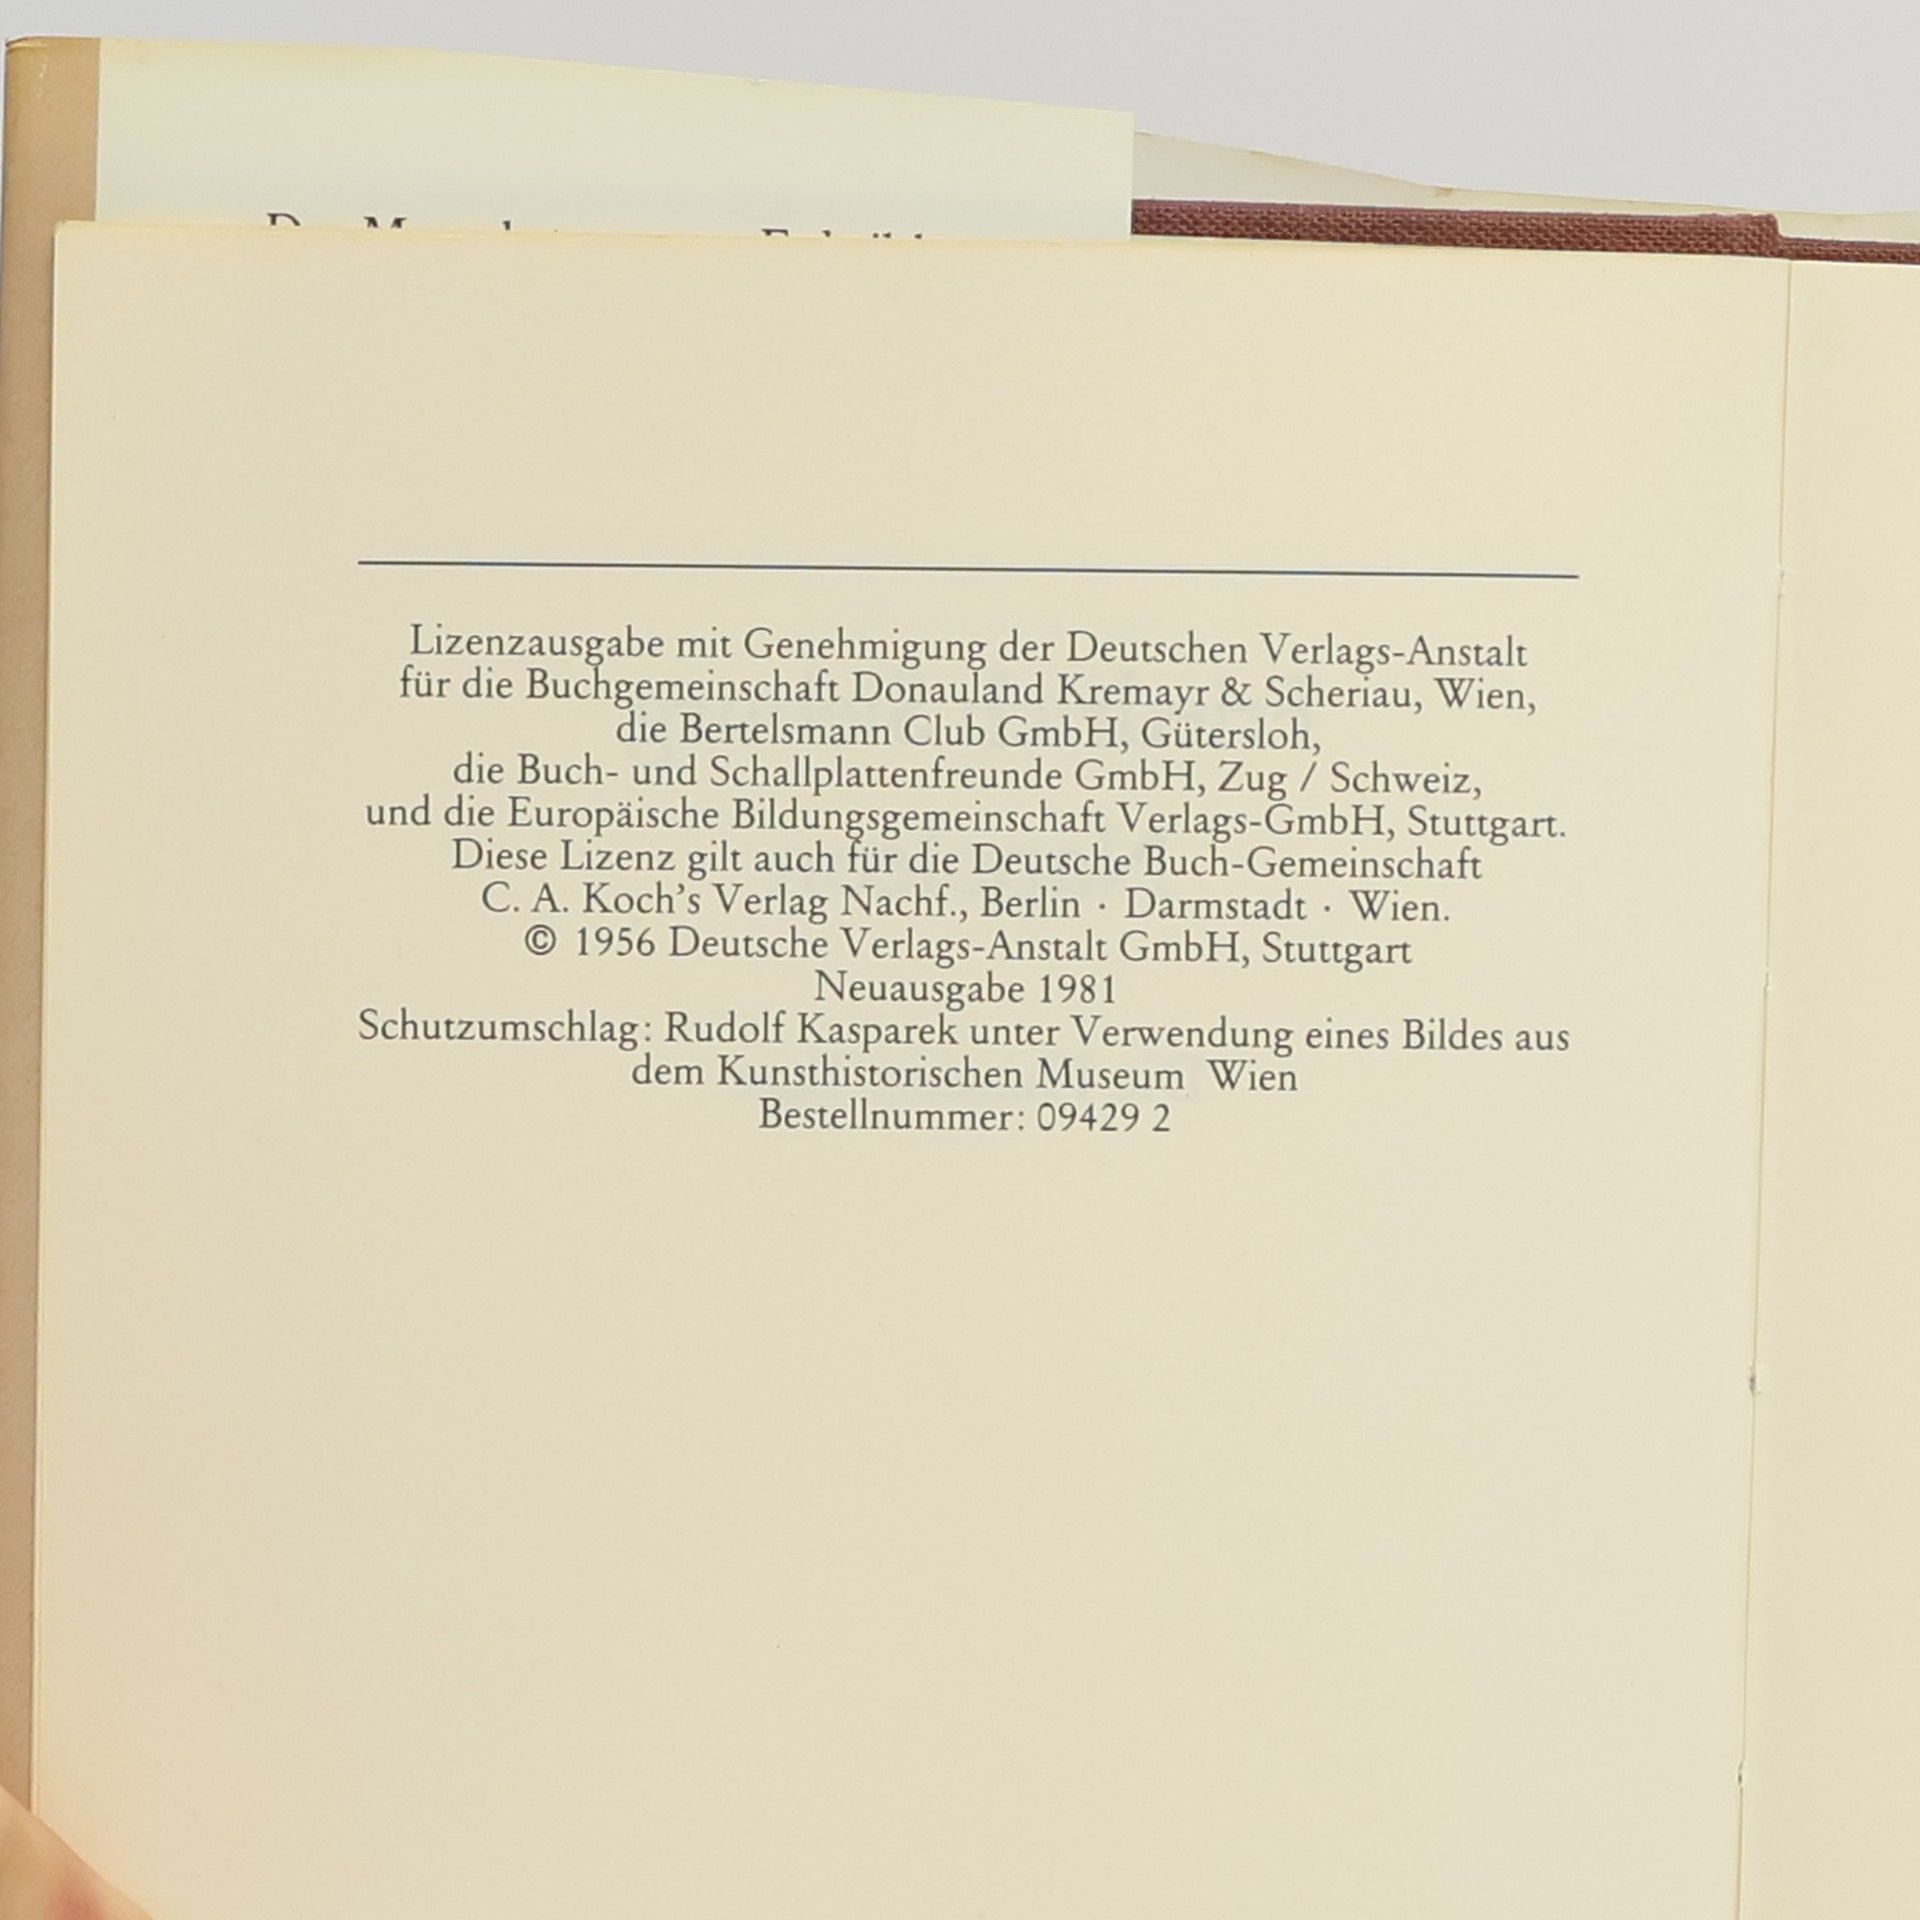 Lizenzausgabe mit Genehmigung der Deutschen Verlags-Anstalt
für die Buchgemeinschaft Donauland Kremayr & Scheriau, Wien,
die Bertelsmann Club GmbH, Gütersloh,
die Buch- und Schallplattenfreunde GmbH, Zug / Schweiz,
und die Europäische Bildungsgemeinschaft Verlags-GmbH, Stuttgart.
Diese Lizenz gilt auch für die Deutsche Buch-Gemeinschaft
C. A. Koch's Verlag Nachf., Berlin · Darmstadt · Wien.
© 1956 Deutsche Verlags-Anstalt GmbH, Stuttgart
Neuausgabe 1981
Schutzumschlag: Rudolf Kasparek unter Verwendung eines Bildes aus
dem Kunsthistorischen Museum Wien
Bestellnummer: 09429 2